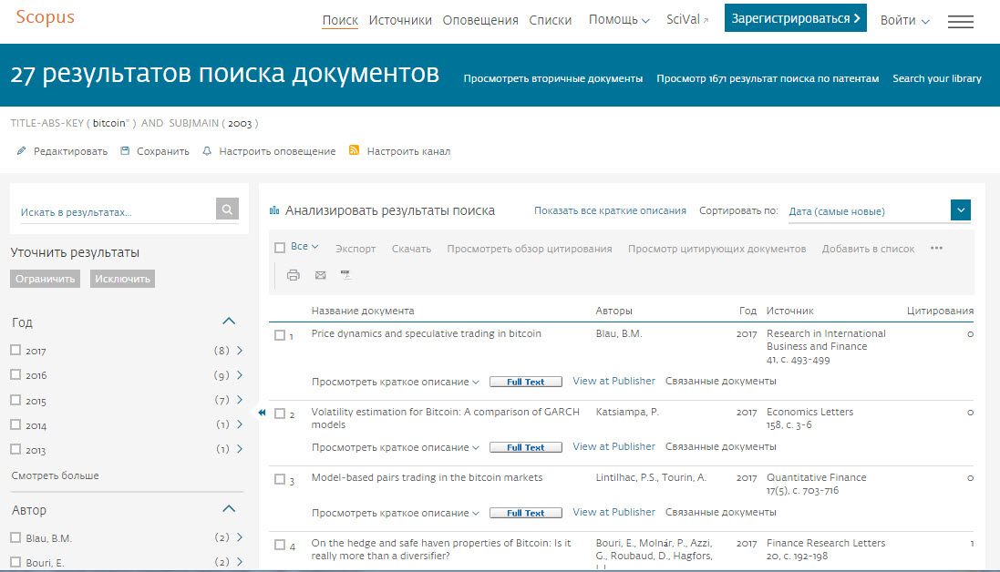 Scopus
Поиск Источники Оповещения Списки Помощь SciVal Зарегистрироваться Войти
27 результатов поиска документов Просмотреть вторичные документы Просмотр 1671 результат поиска по патентам Search your library
TITLE-ABS-KEY ( bitcoin* ) AND SUBJMAIN ( 2003 )
Редактировать Сохранить Настроить оповещение Настроить канал
Искать в результатах...
Уточнить результаты
Ограничить Исключить
Год
2017 (8)
2016 (9)
2015 (7)
2014 (1)
2013 (1)
Смотреть больше
Автор
Blau, B.M. (2)
Bouri, E. (2)
Анализировать результаты поиска Показать все краткие описания Сортировать по: Дата (самые новые)
Все Экспорт Скачать Просмотреть обзор цитирования Просмотр цитирующих документов Добавить в список ...
Название документа Авторы Год Источник Цитирования
1 Price dynamics and speculative trading in bitcoin Blau, B.M. 2017 Research in International 0
Business and Finance
41, с. 493-499
Просмотреть краткое описание Full Text View at Publisher Связанные документы
2 Volatility estimation for Bitcoin: A comparison of GARCH Katsiampa, P. 2017 Economics Letters 0
models 158, с. 3-6
Просмотреть краткое описание Full Text View at Publisher Связанные документы
3 Model-based pairs trading in the bitcoin markets Lintilhac, P.S., Tourin, A. 2017 Quantitative Finance 0
17(5), с. 703-716
Просмотреть краткое описание Full Text View at Publisher Связанные документы
4 On the hedge and safe haven properties of Bitcoin: Is it Bouri, E., Molnár, P., Azzi, 2017 Finance Research Letters 1
really more than a diversifier? G., Roubaud, D., Hagfors, 20, с. 192-198